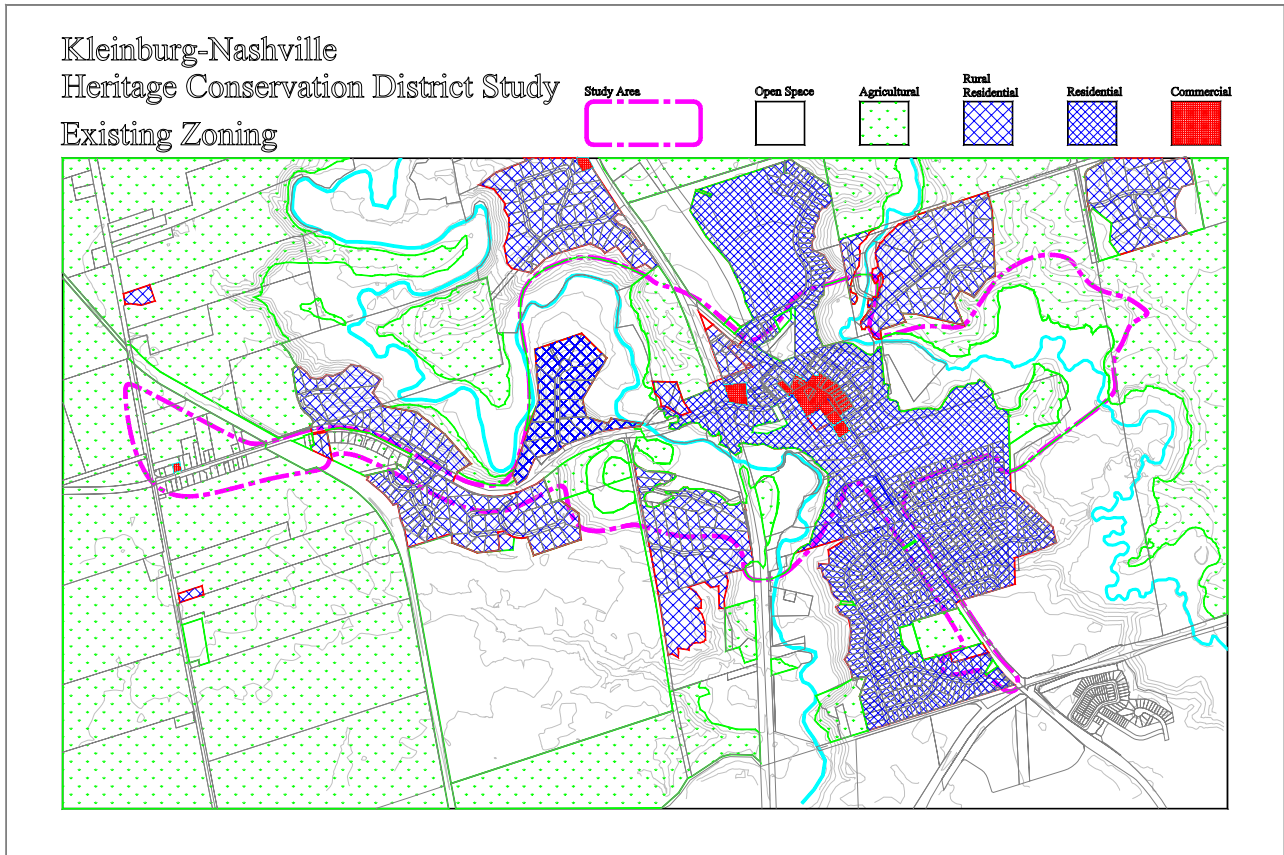 Kleinburg-Nashville
Heritage Conservation District Study
Existing Zoning
Study Area
Open Space
Agricultural
Rural
Residential
Residential
Commercial